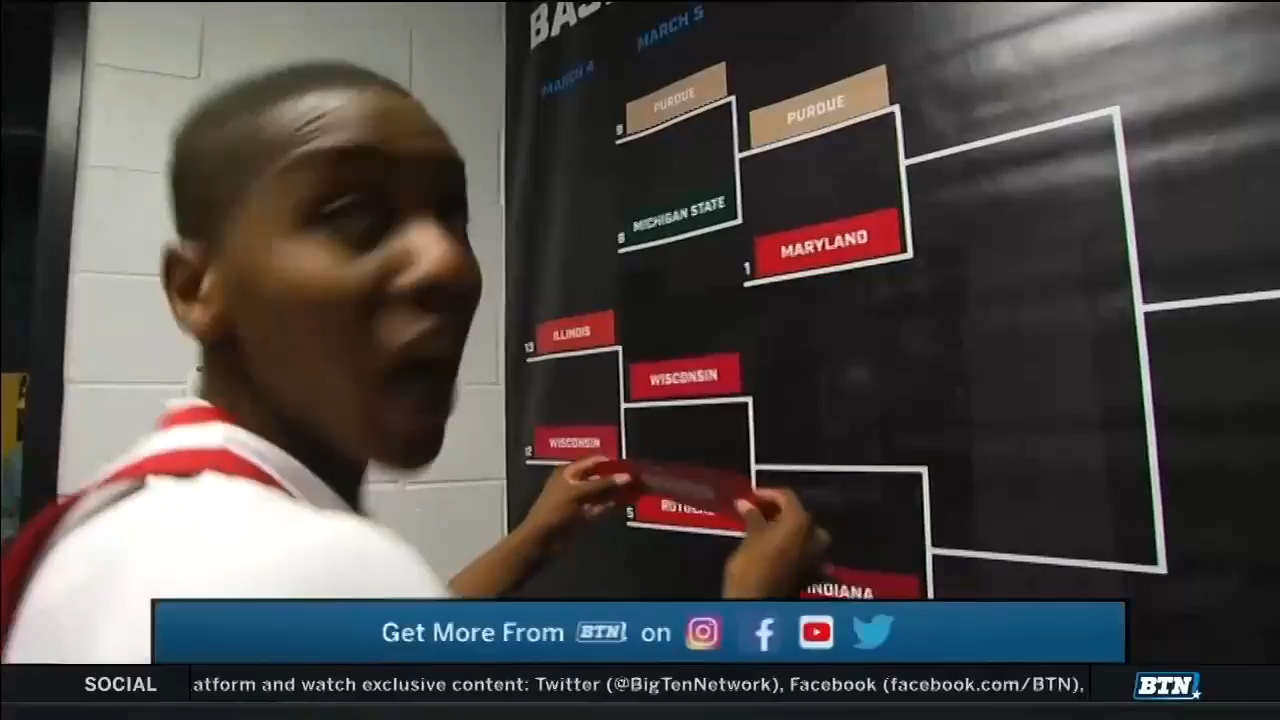 BAS
MARCH 5
MARCH 4
PURDUE
9
PURDUE
MICHIGAN STATE
8
MARYLAND
1
ILLINOIS
13
WISCONSIN
WISCONSIN
12
5
INDIANA
Get More From BTN on
SOCIAL
atform and watch exclusive content: Twitter (@BigTenNetwork), Facebook (facebook.com/BTN),
BTN